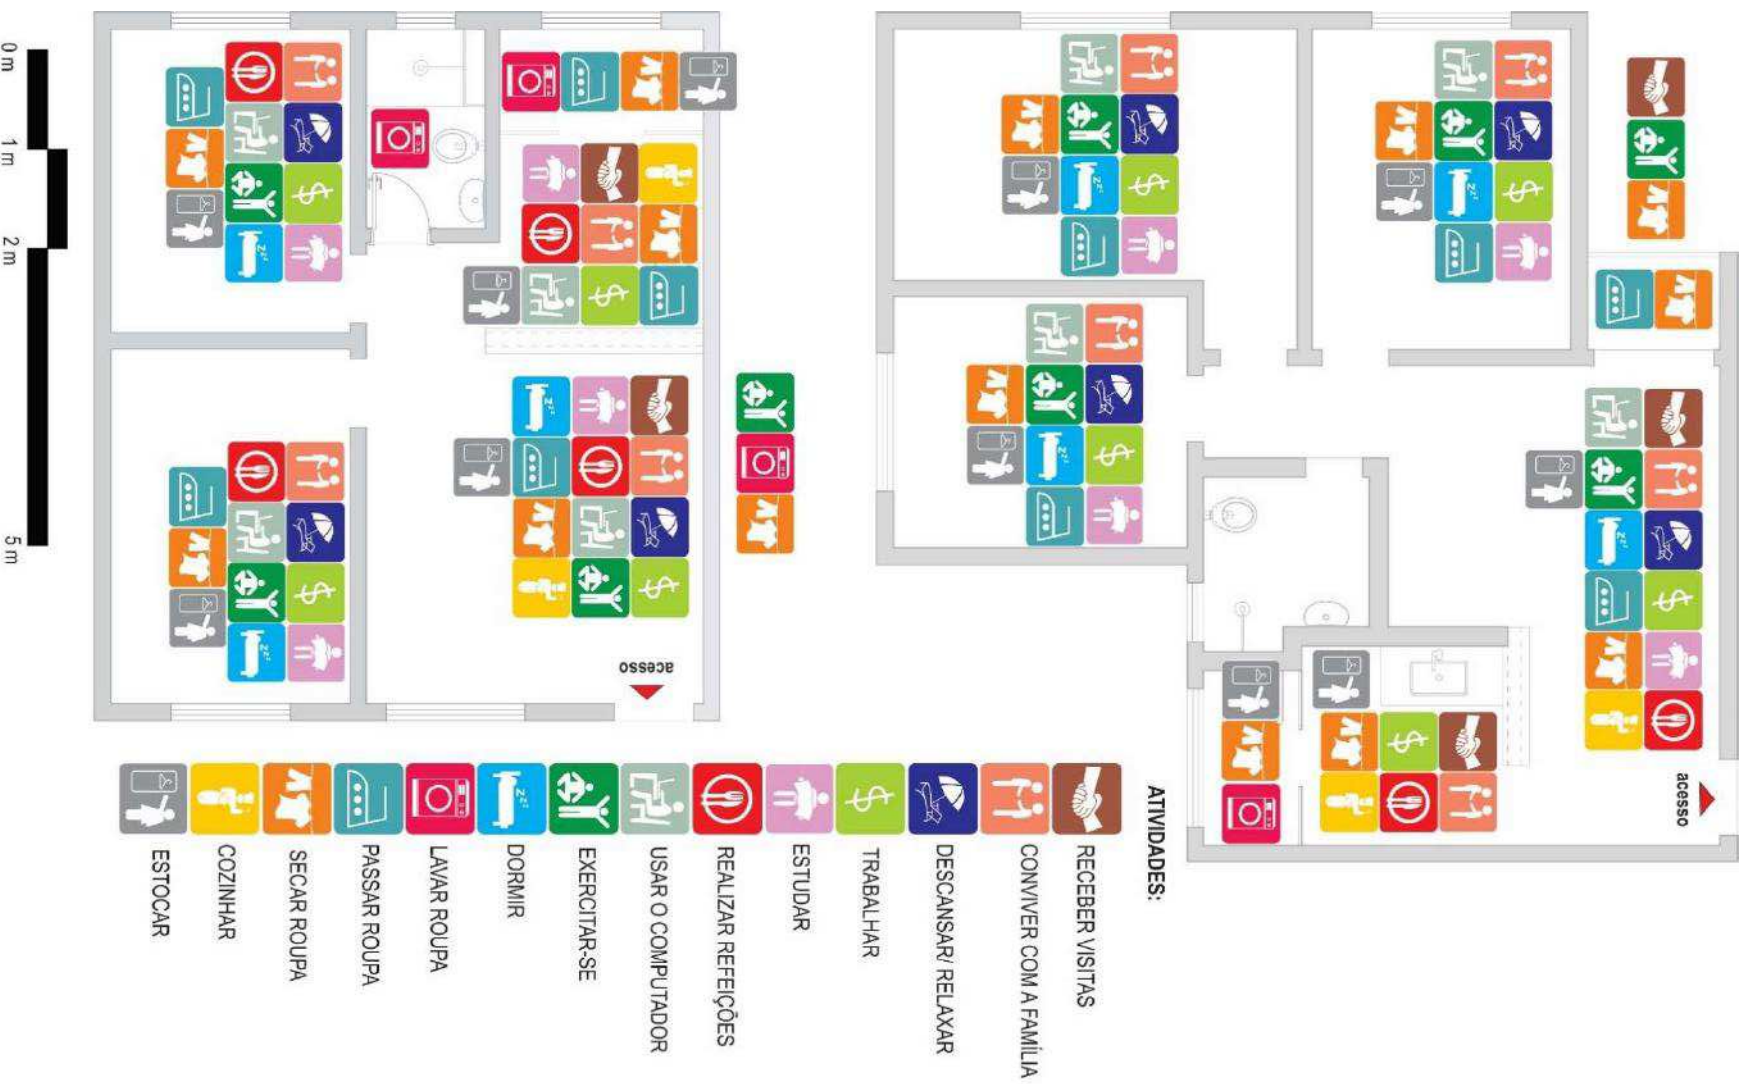 acesso
acesso
ATIVIDADES:
RECEBER VISITAS
CONVIVER COM A FAMÍLIA
DESCANSAR/ RELAXAR
TRABALHAR
ESTUDAR
REALIZAR REFEIÇÕES
USAR O COMPUTADOR
EXERCITAR-SE
DORMIR
LAVAR ROUPA
PASSAR ROUPA
SECAR ROUPA
COZINHAR
ESTOCAR
0 m 1 m 2 m 5 m